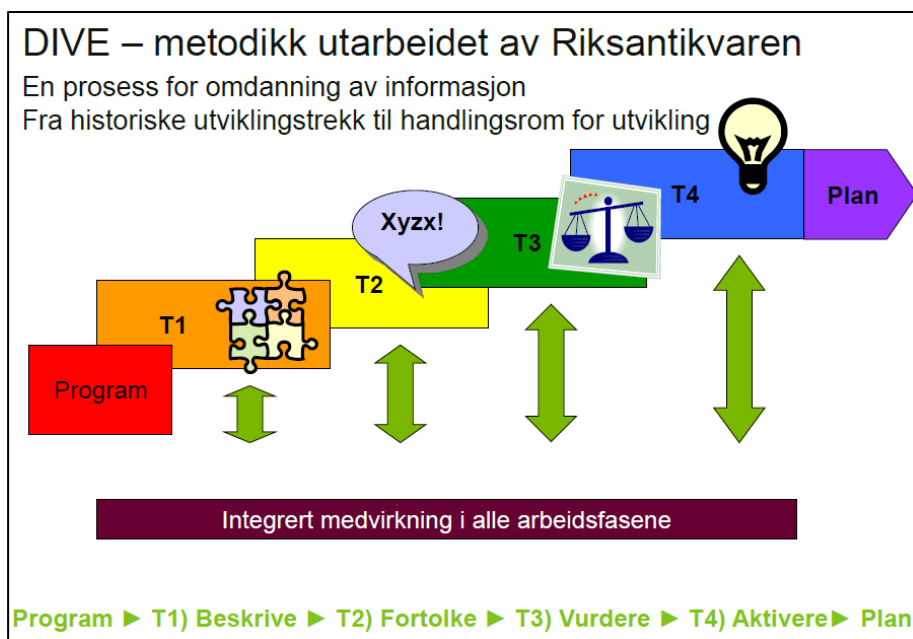 DIVE – metodikk utarbeidet av Riksantikvaren
En prosess for omdanning av informasjon
Fra historiske utviklingstrekk til handlingsrom for utvikling
T4
Plan
Xyzx!
T3
T2
T1
Program
Integrert medvirkning i alle arbeidsfasene
Program ► T1) Beskrive ► T2) Fortolke ► T3) Vurdere ► T4) Aktivere► Plan